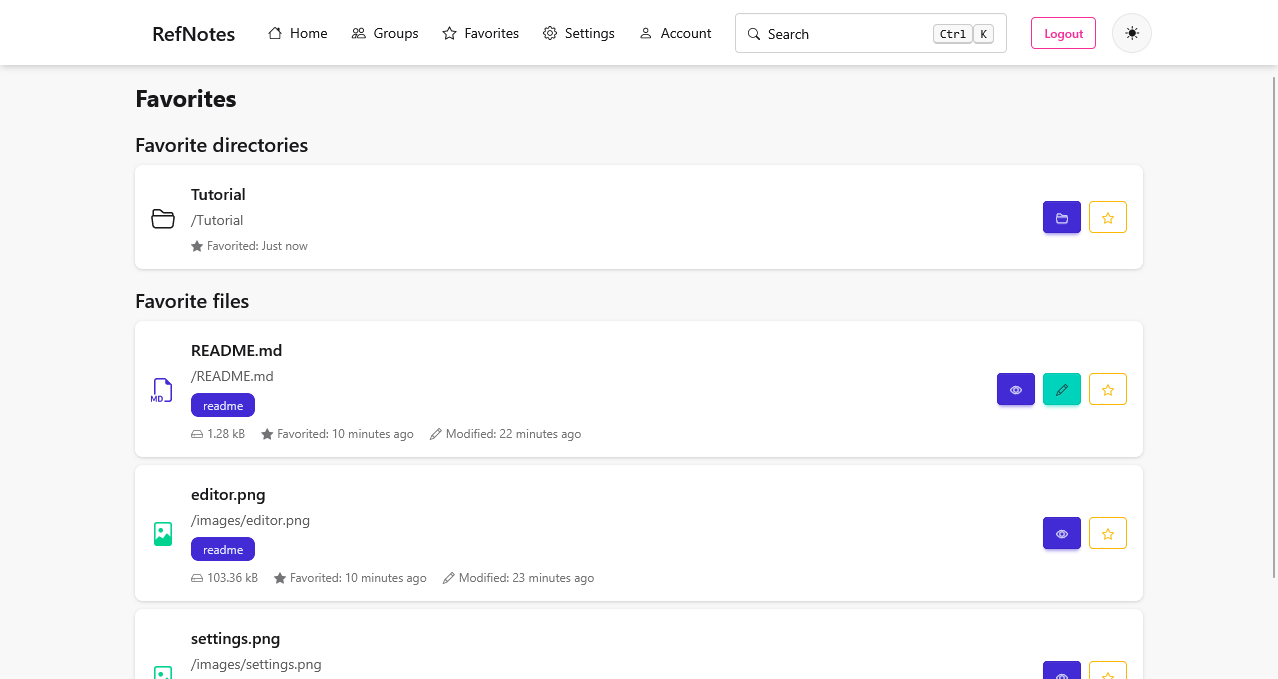 RefNotes
Home
Groups
Favorites
Settings
Account
Search
Ctrl K
Logout
Favorites
Favorite directories
Tutorial
/Tutorial
Favorited: Just now
Favorite files
README.md
/README.md
MD
readme
1.28 kB Favorited: 10 minutes ago Modified: 22 minutes ago
editor.png
/images/editor.png
readme
103.36 kB Favorited: 10 minutes ago Modified: 23 minutes ago
settings.png
/images/settings.png